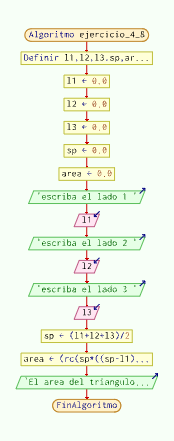 Algoritmo ejercicio_4_8
Definir l1,l2,l3,sp,ar...
l1 ← 0.0
l2 ← 0.0
l3 ← 0.0
sp ← 0.0
area ← 0.0
'escriba el lado 1 '
l1
'escriba el lado 2 '
l2
'escriba el lado 3 '
l3
sp ← (l1+l2+l3)/2
area ← (rc(sp*((sp-l1)...
'El area del triangulo...
FinAlgoritmo